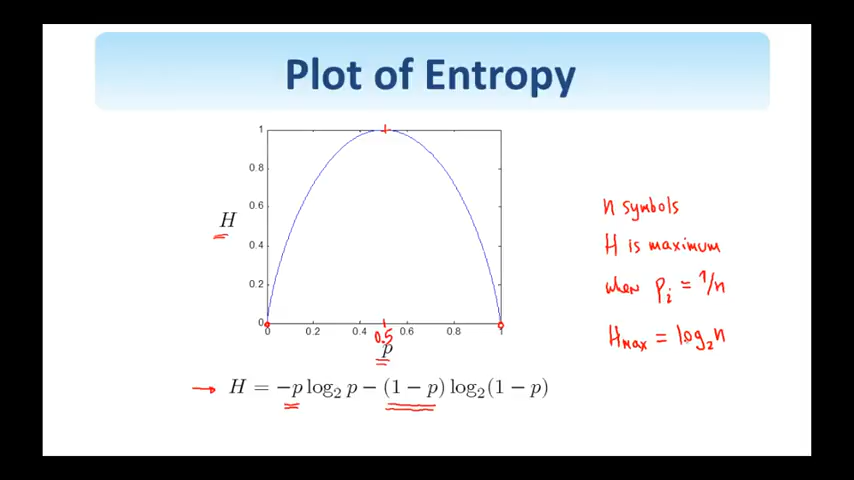 Plot of Entropy
1
0.8
0.6
H
0.4
0.2
0
0 0.2 0.4 0.6 0.8 1
0.5
p
→ H = −p log₂ p − (1 − p) log₂(1 − p)
n symbols
H is maximum
when pᵢ = 1/n
Hmax = log₂n